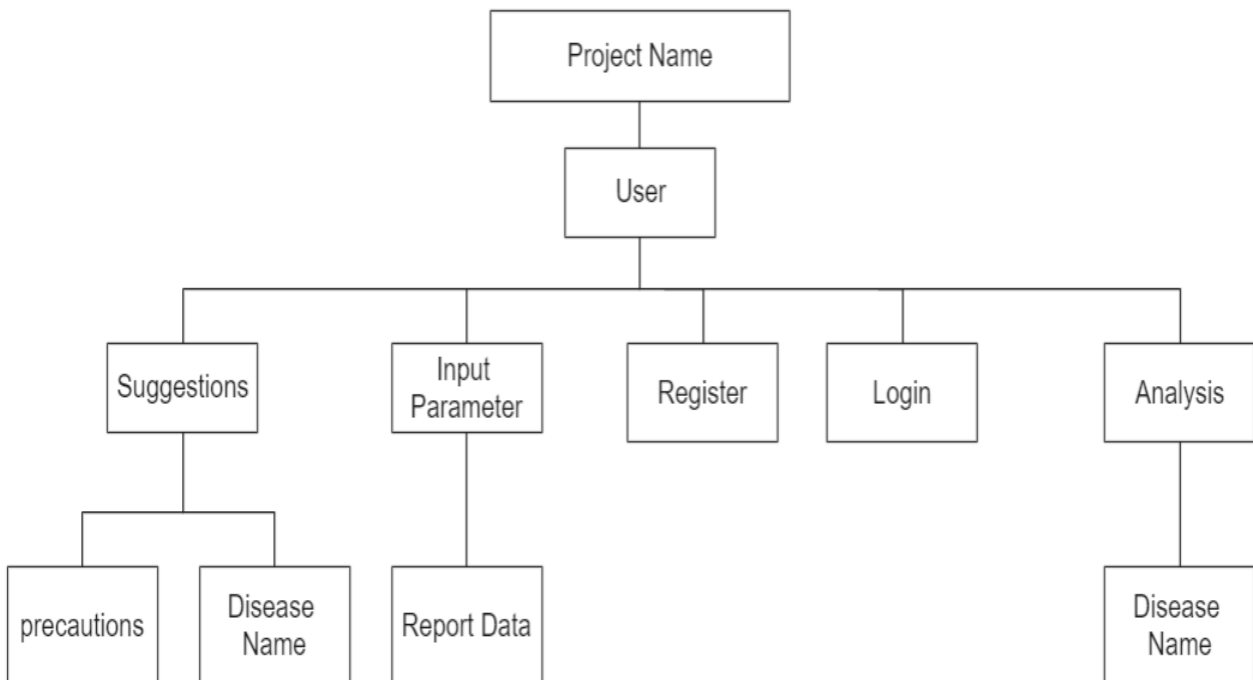 Project Name
User
Suggestions
Input
Parameter
Register
Login
Analysis
precautions
Disease
Name
Report Data
Disease
Name